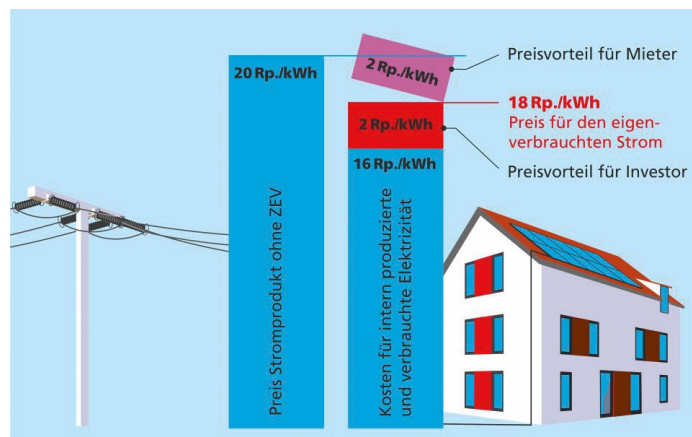 20 Rp./kWh
Preis Stromprodukt ohne ZEV
2 Rp./kWh
2 Rp./kWh
16 Rp./kWh
Kosten für intern produzierte
und verbrauchte Elektrizität
Preisvorteil für Mieter
18 Rp./kWh
Preis für den eigen-
verbrauchten Strom
Preisvorteil für Investor